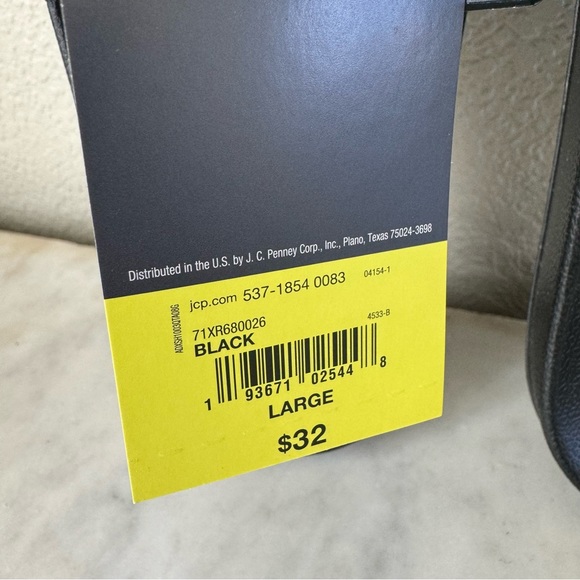 Distributed in the U.S. by J. C. Penney Corp., Inc., Plano, Texas 75024-3698
jcp.com 537-1854 0083 04154-1
71XR680026 4533-B
BLACK
1 93671 02544 8
LARGE
$32